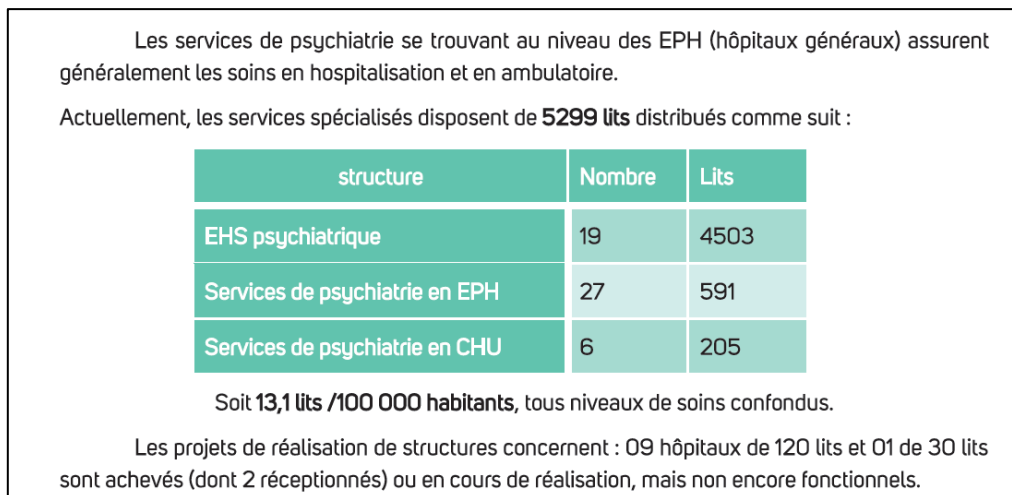 Les services de psychiatrie se trouvant au niveau des EPH (hôpitaux généraux) assurent
généralement les soins en hospitalisation et en ambulatoire.
Actuellement, les services spécialisés disposent de 5299 lits distribués comme suit :
structure Nombre Lits
EHS psychiatrique 19 4503
Services de psychiatrie en EPH 27 591
Services de psychiatrie en CHU 6 205
Soit 13,1 lits /100 000 habitants, tous niveaux de soins confondus.
Les projets de réalisation de structures concernent : 09 hôpitaux de 120 lits et 01 de 30 lits
sont achevés (dont 2 réceptionnés) ou en cours de réalisation, mais non encore fonctionnels.